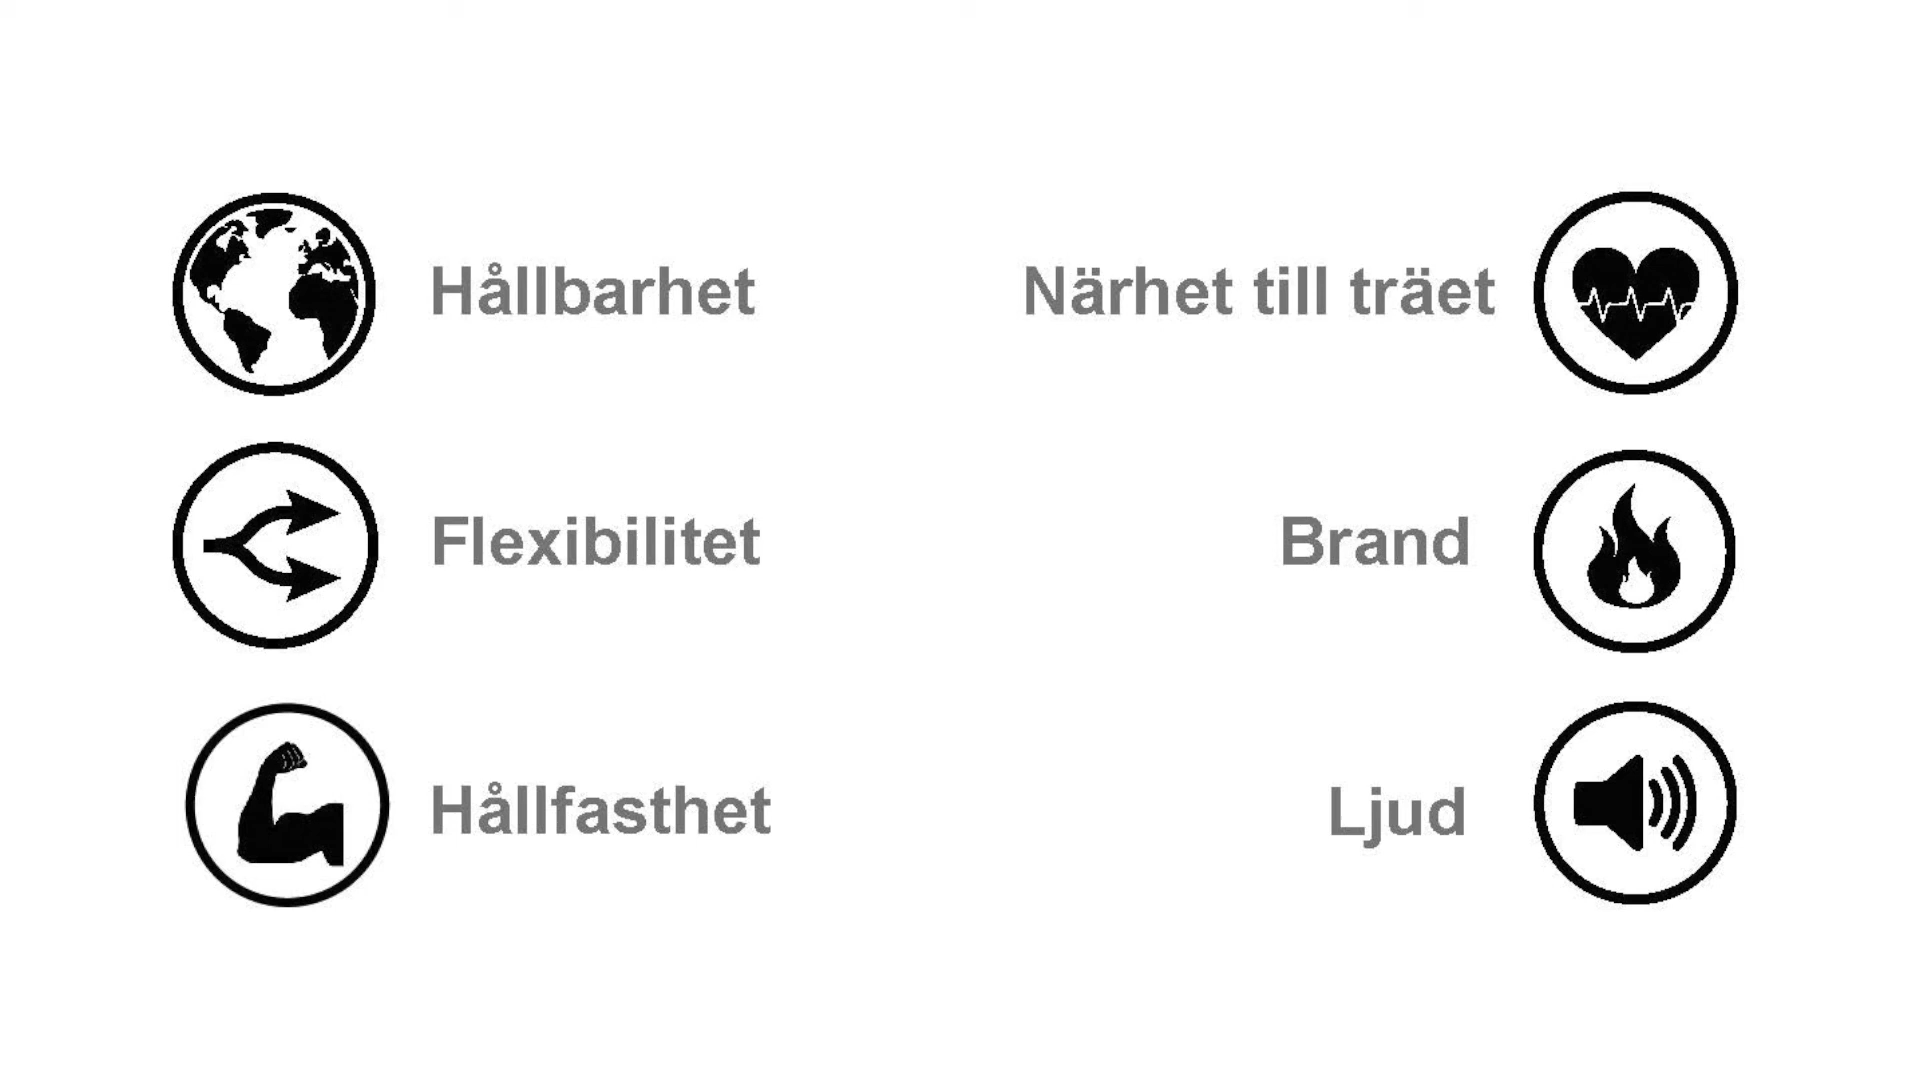 Hållbarhet
Flexibilitet
Hållfasthet
Närhet till träet
Brand
Ljud